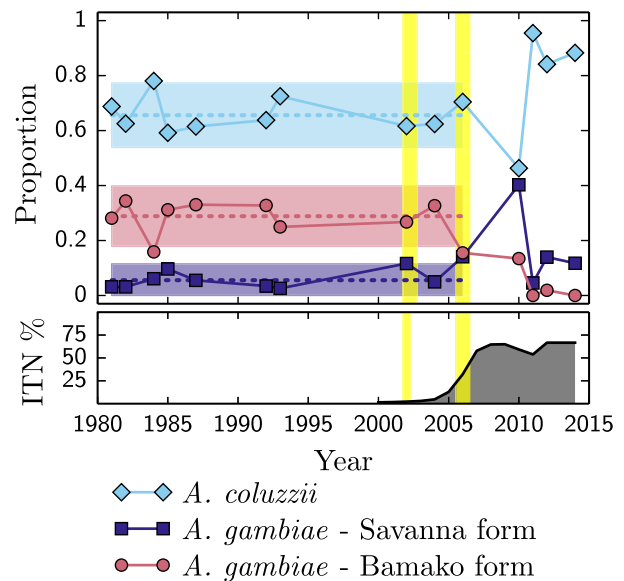 1
0.8
0.6
0.4
0.2
0
Proportion
75
50
25
ITN %
1980 1985 1990 1995 2000 2005 2010 2015
Year
A. coluzzii
A. gambiae - Savanna form
A. gambiae - Bamako form